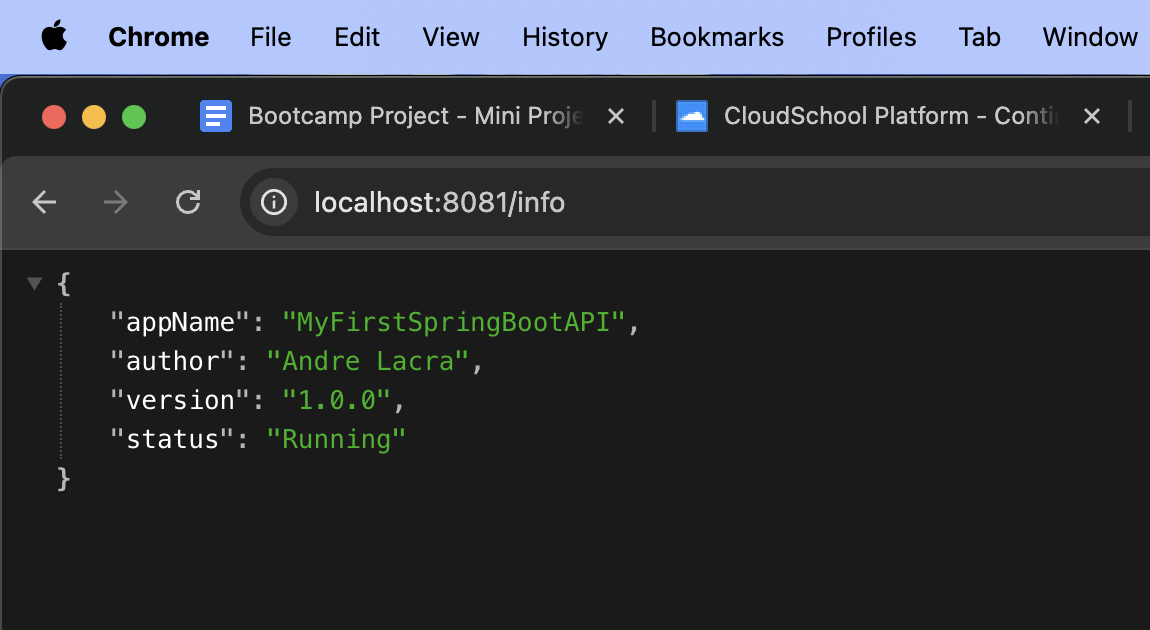 Chrome File Edit View History Bookmarks Profiles Tab Window
Bootcamp Project - Mini Proje CloudSchool Platform - Conti
localhost:8081/info
{
"appName": "MyFirstSpringBootAPI",
"author": "Andre Lacra",
"version": "1.0.0",
"status": "Running"
}